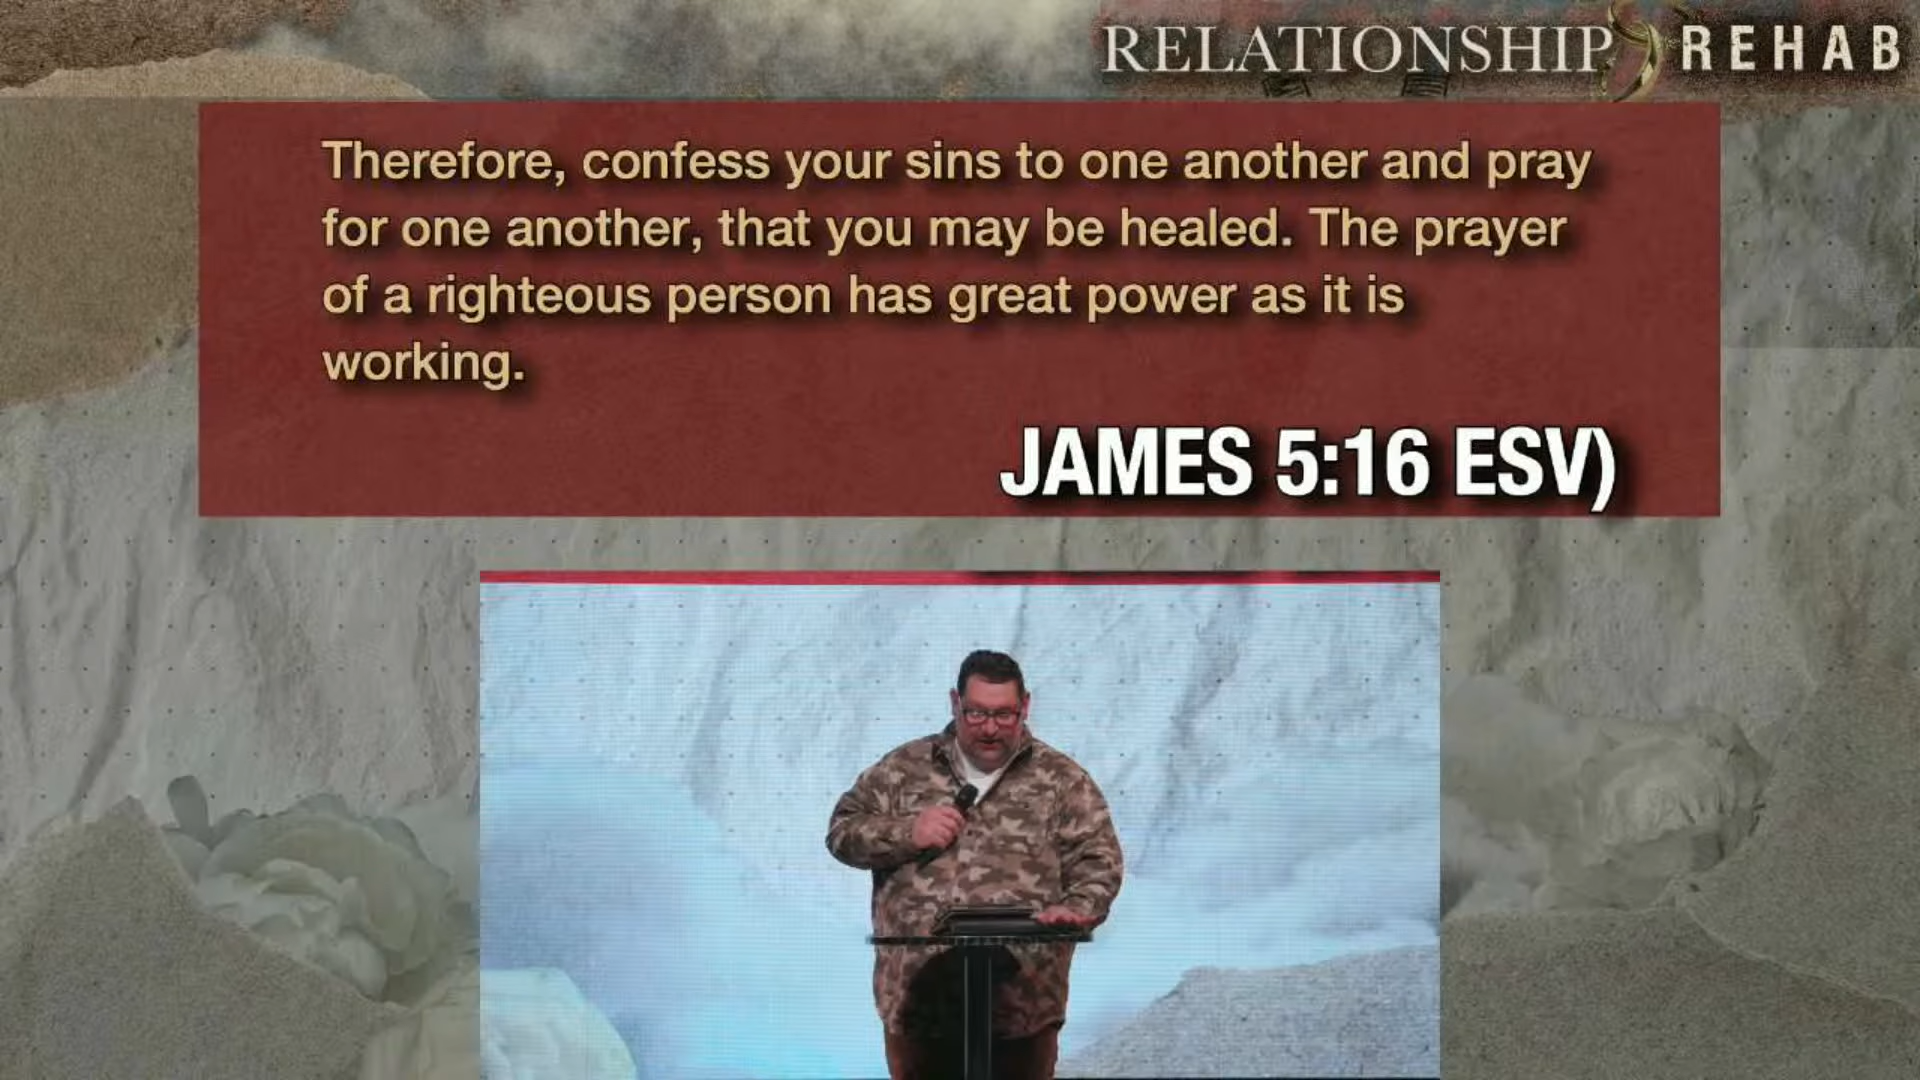 RELATIONSHIP REHAB
Therefore, confess your sins to one another and pray
for one another, that you may be healed. The prayer
of a righteous person has great power as it is
working.
JAMES 5:16 ESV)